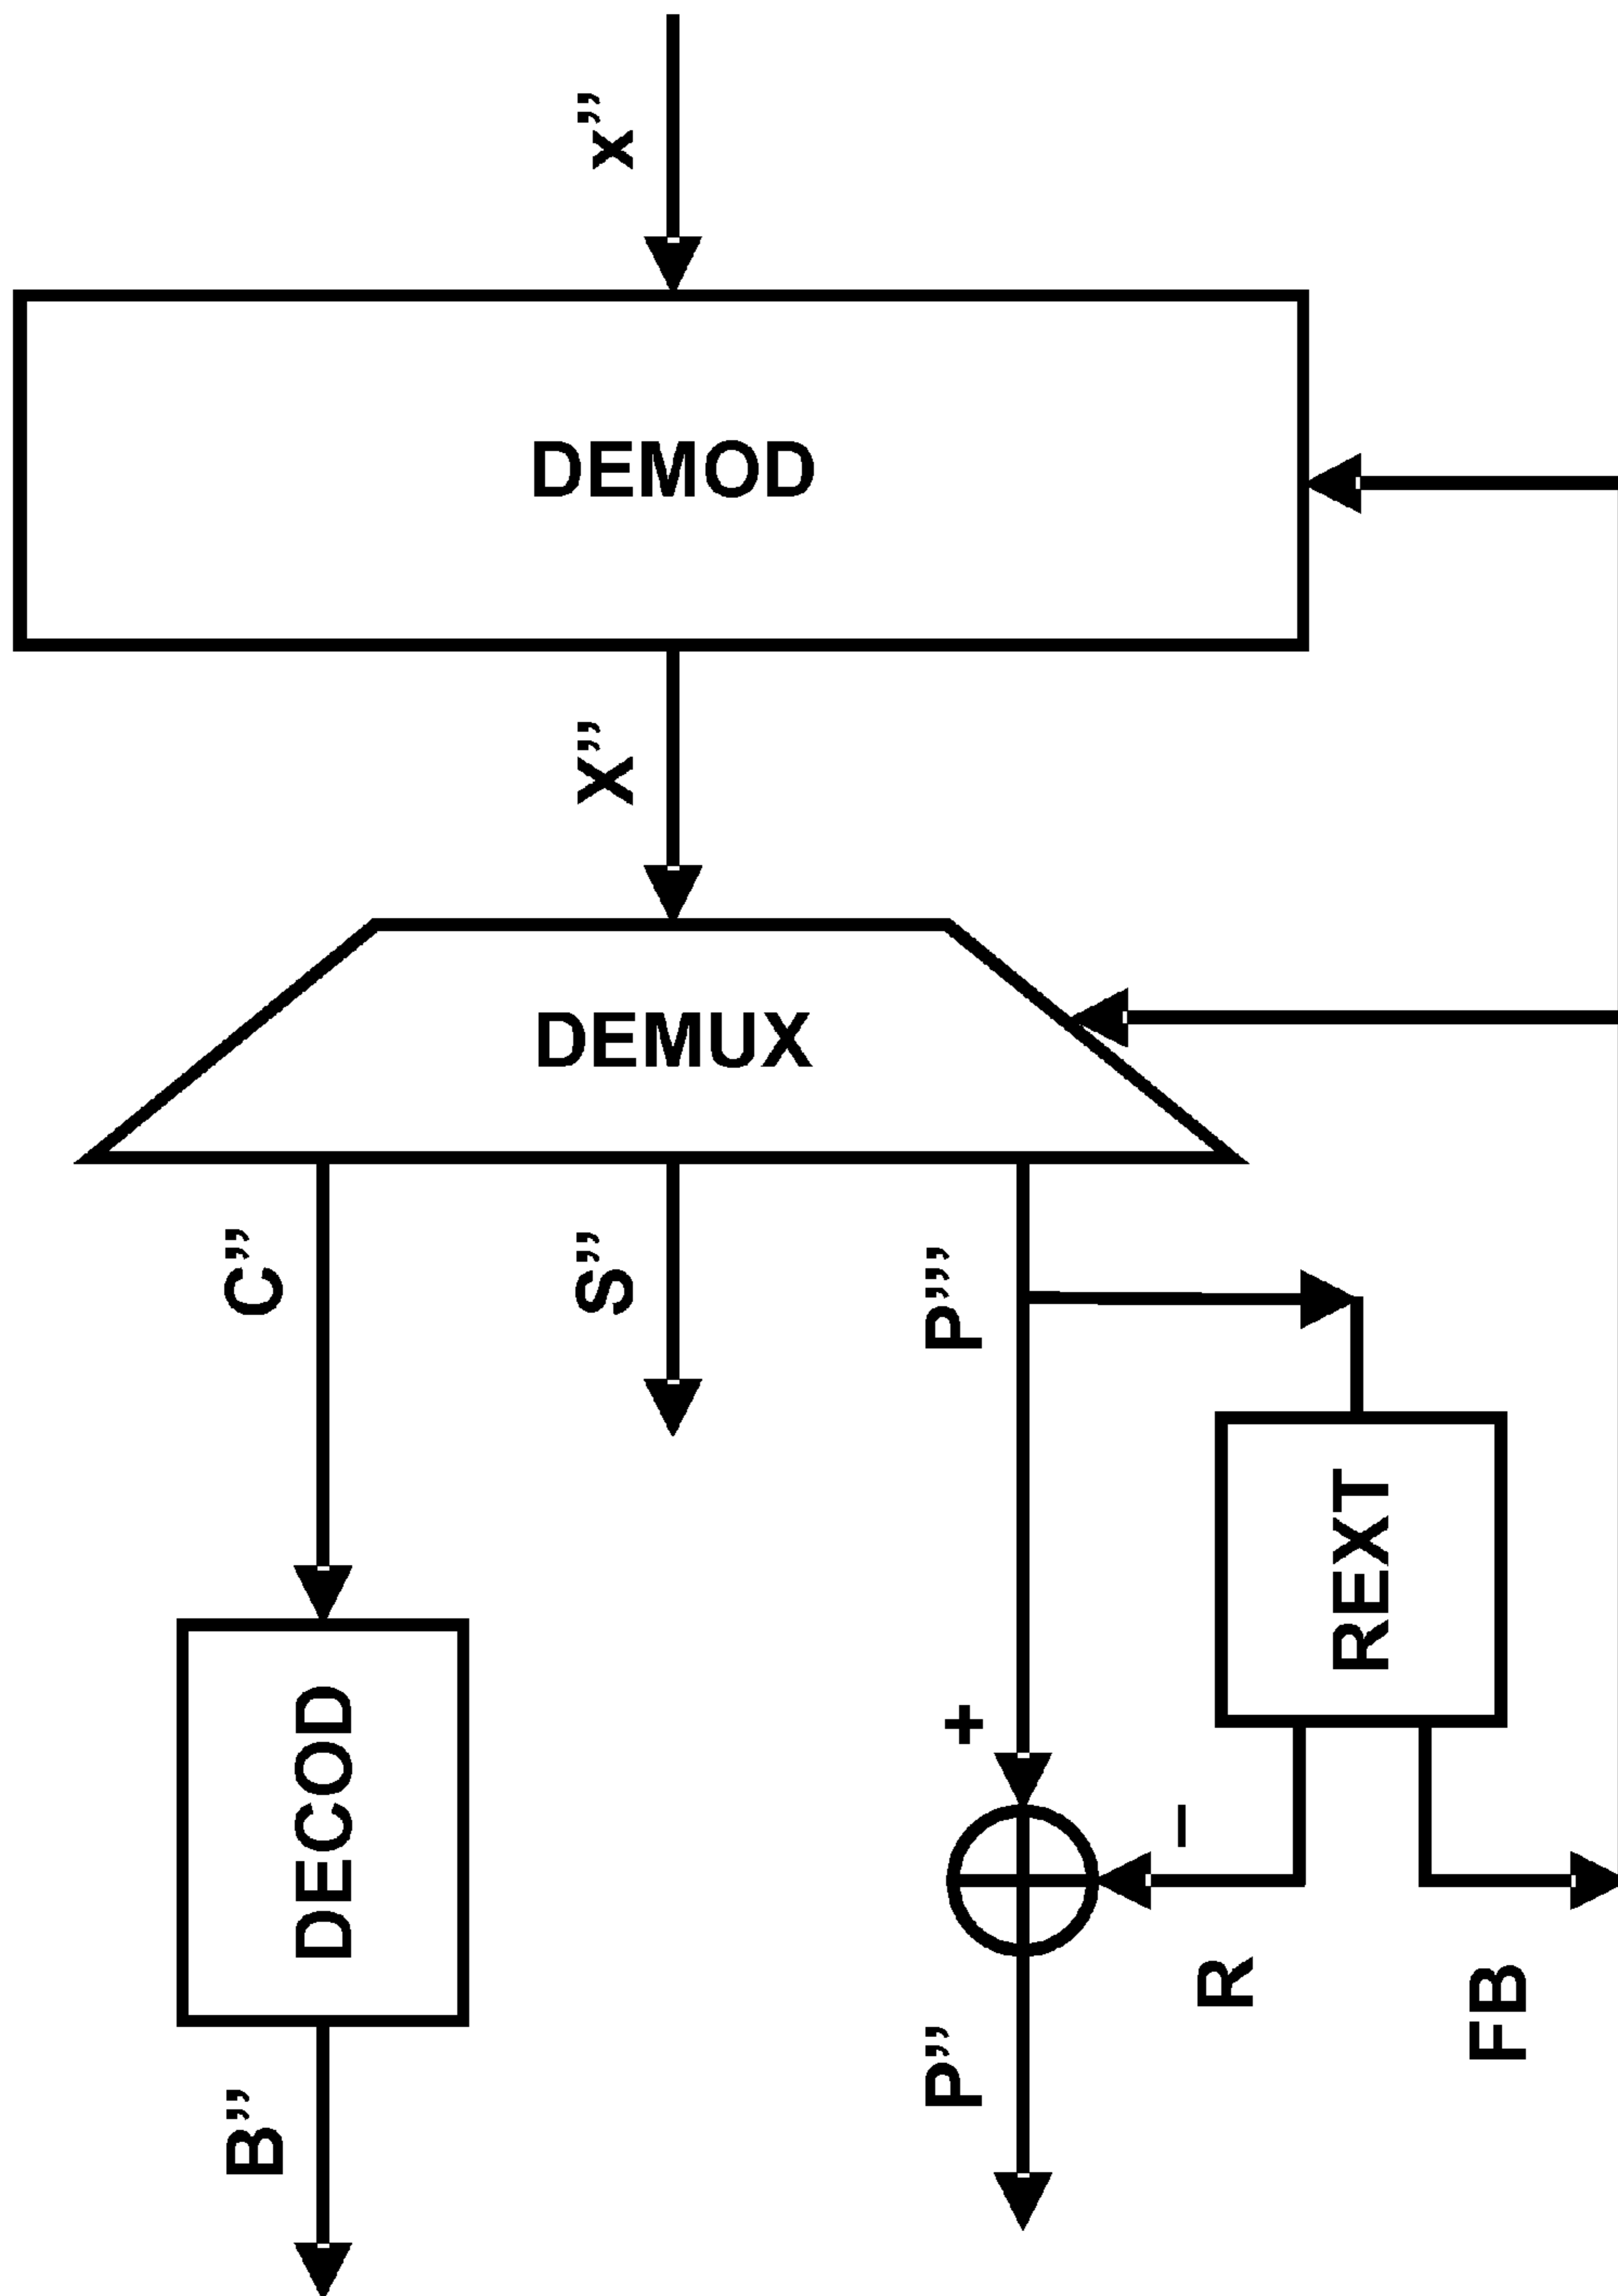 x”
DEMOD
X”
DEMUX
C”
S”
P”’
REXT
DECOD
+
–
R
FB
P”
B”